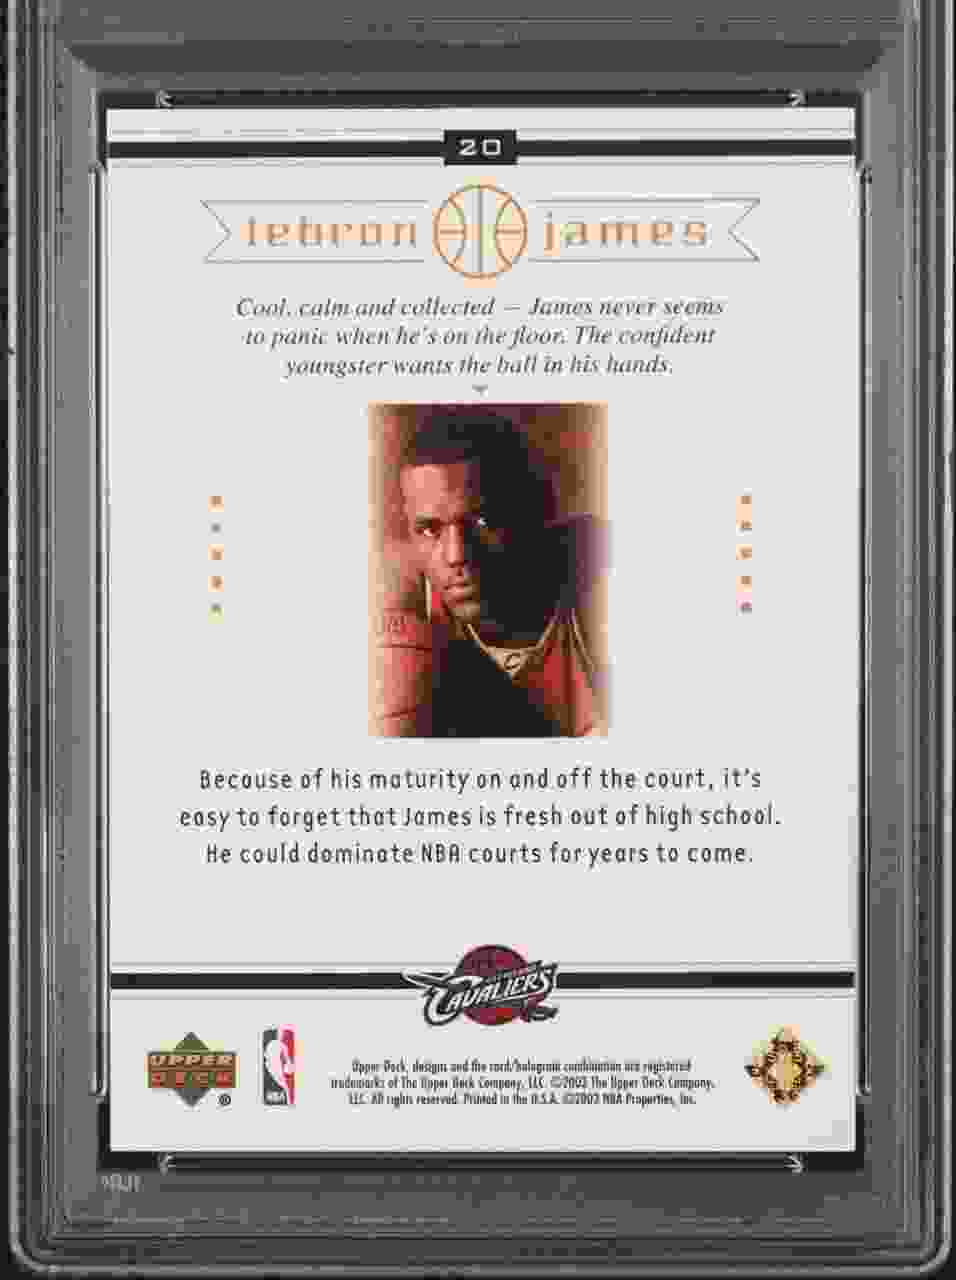 20
lebron james
Cool, calm and collected — James never seems
to panic when he's on the floor. The confident
youngster wants the ball in his hands.
Because of his maturity on and off the court, it's
easy to forget that James is fresh out of high school.
He could dominate NBA courts for years to come.
CAVALIERS
UPPER
DECK
®
NBA
Upper Deck, designs and the card/hologram combination are registered
trademarks of The Upper Deck Company, LLC. ©2003 The Upper Deck Company,
LLC. All rights reserved. Printed in the U.S.A. ©2003 NBA Properties, Inc.